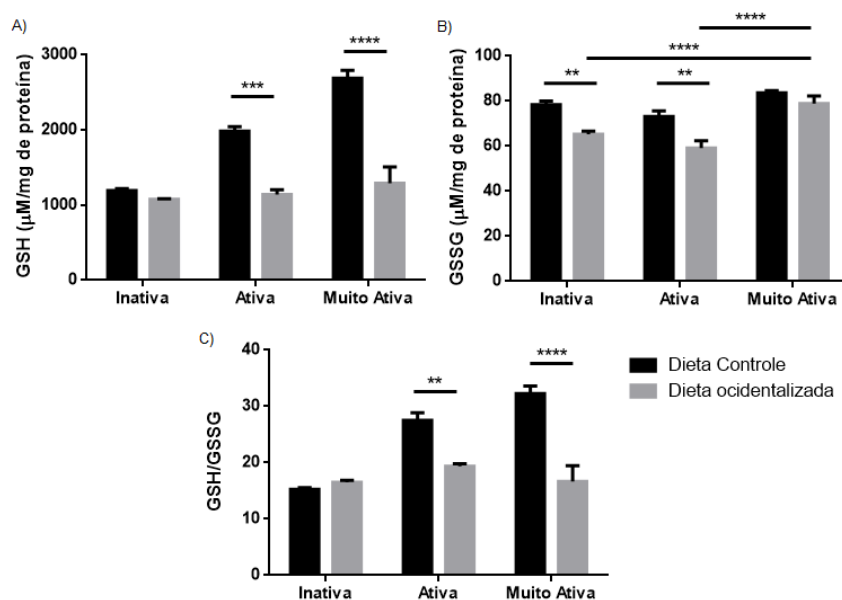 A)
GSH (µM/mg de proteína)
3000
2000
1000
0
***
****
Inativa Ativa Muito Ativa
B)
GSSG (µM/mg de proteína)
100
80
60
40
20
0
****
****
**
**
Inativa Ativa Muito Ativa
C)
GSH/GSSG
40
30
20
10
0
**
****
Inativa Ativa Muito Ativa
Dieta Controle
Dieta ocidentalizada